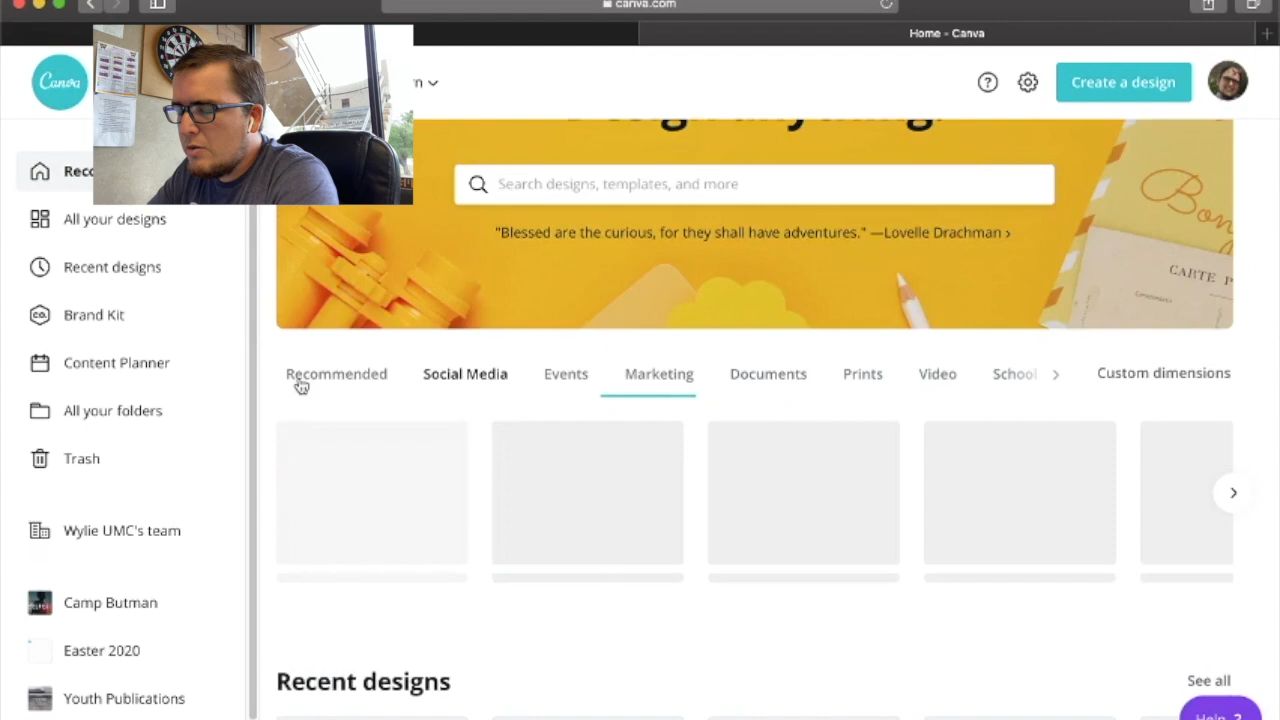 canva.com
Home - Canva
Canva
Create a design
Search designs, templates, and more
"Blessed are the curious, for they shall have adventures." —Lovelle Drachman ›
CARTE
All your designs
Recent designs
Brand Kit
Content Planner
All your folders
Trash
Wylie UMC's team
Camp Butman
Easter 2020
Youth Publications
Recommended
Social Media
Events
Marketing
Documents
Prints
Video
School
Custom dimensions
Recent designs
See all
Help ?